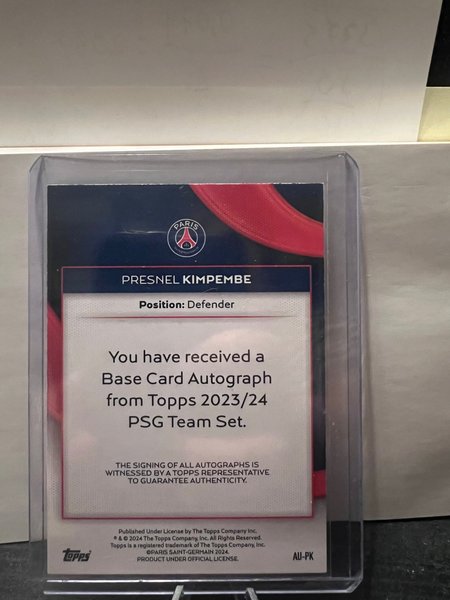 PARIS
PRESNEL KIMPEMBE
Position: Defender
You have received a
Base Card Autograph
from Topps 2023/24
PSG Team Set.
THE SIGNING OF ALL AUTOGRAPHS IS
WITNESSED BY A TOPPS REPRESENTATIVE
TO GUARANTEE AUTHENTICITY.
Published Under License by The Topps Company Inc.
® & © 2024 The Topps Company, Inc. All Rights Reserved.
Topps is a registered trademark of The Topps Company, Inc.
©PARIS SAINT-GERMAIN 2024.
PRODUCT UNDER OFFICIAL LICENSE.
topps
AU-PK